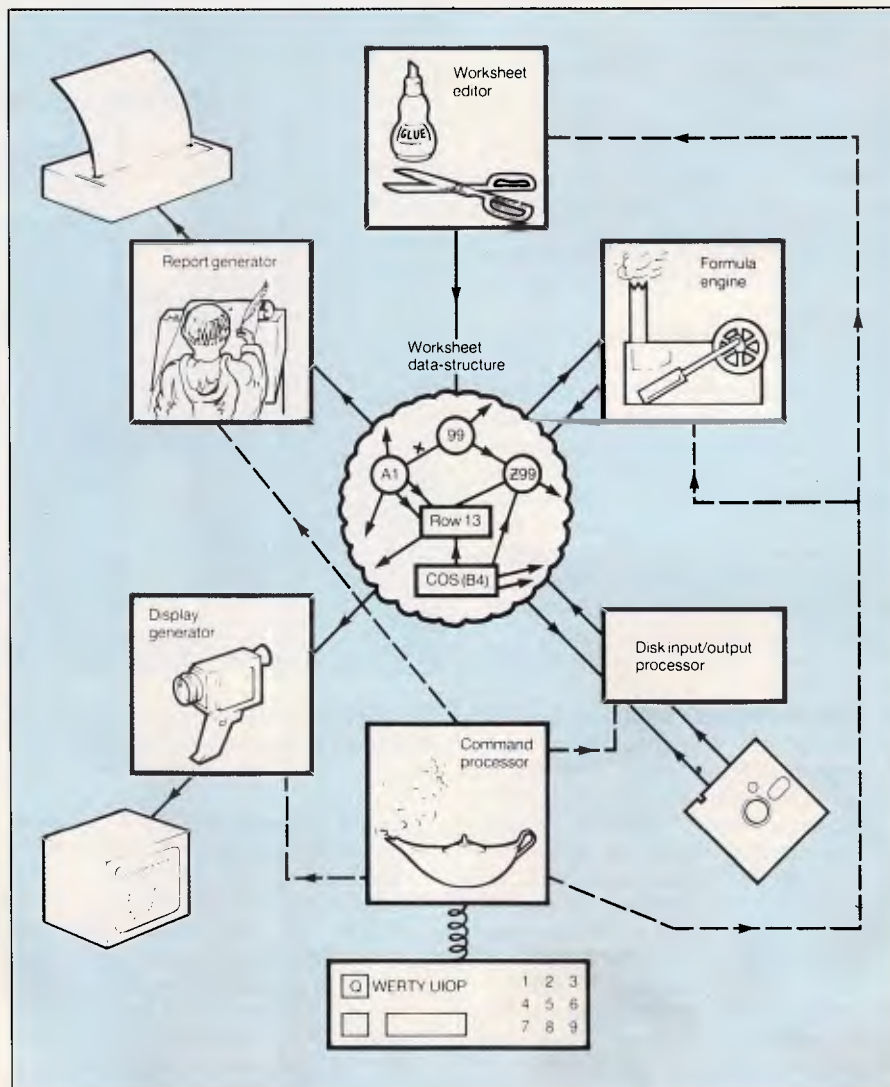 Worksheet
editor
GLUE
Report generator
Formula
engine
Worksheet
data-structure
99
A1
Z99
Row 13
COS (B4)
Display
generator
Disk input/output
processor
Command
processor
Q WERTY UIOP
1 2 3
4 5 6
7 8 9